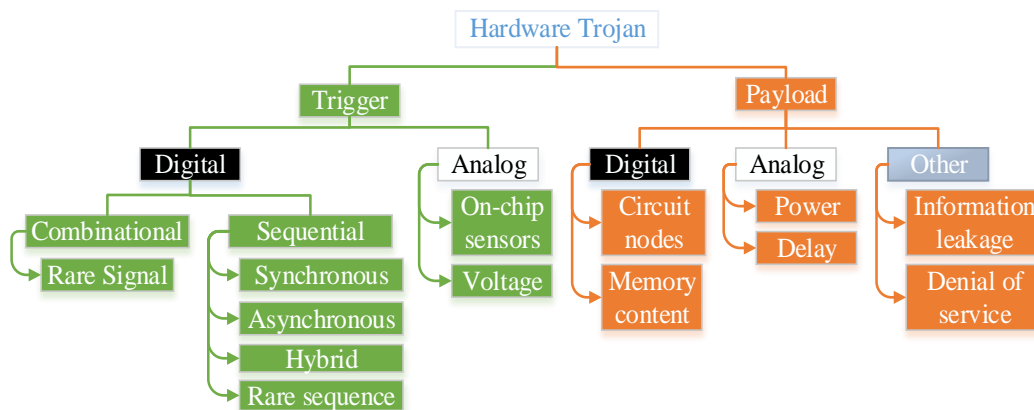 Hardware Trojan
Trigger
Payload
Digital
Analog
Digital
Analog
Other
Combinational
Rare Signal
Sequential
Synchronous
Asynchronous
Hybrid
Rare sequence
On-chip
sensors
Voltage
Circuit
nodes
Memory
content
Power
Delay
Information
leakage
Denial of
service